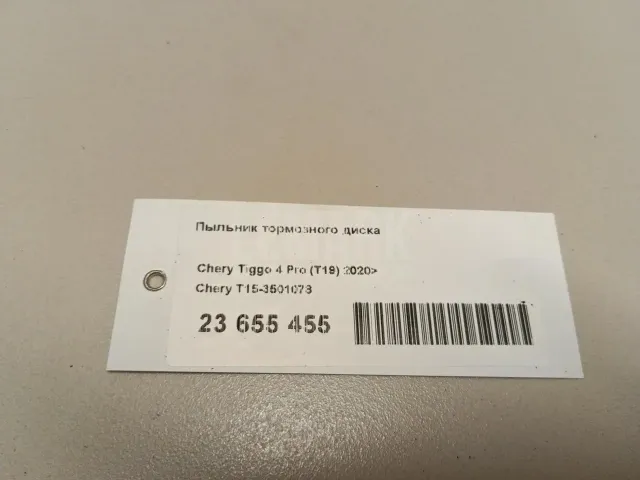 Пыльник тормозного диска
Chery Tiggo 4 Pro (T19) 2020>
Chery T15-3501073
23 655 455